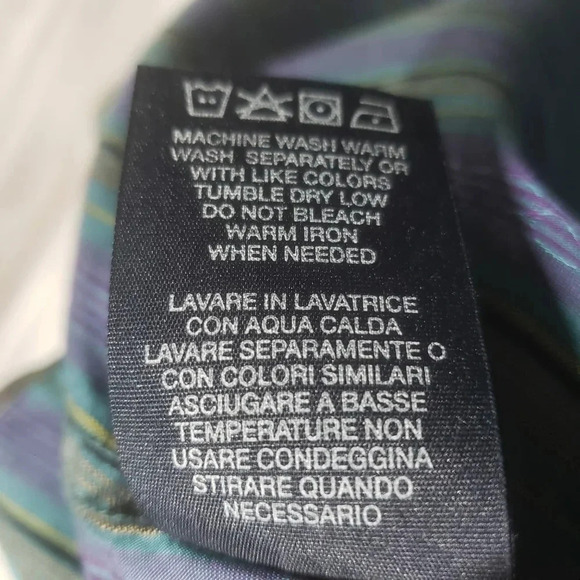 MACHINE WASH WARM
WASH SEPARATELY OR
WITH LIKE COLORS
TUMBLE DRY LOW
DO NOT BLEACH
WARM IRON
WHEN NEEDED
LAVARE IN LAVATRICE
CON AQUA CALDA
LAVARE SEPARAMENTE O
CON COLORI SIMILARI
ASCIUGARE A BASSE
TEMPERATURE NON
USARE CONDEGGINA
STIRARE QUANDO
NECESSARIO